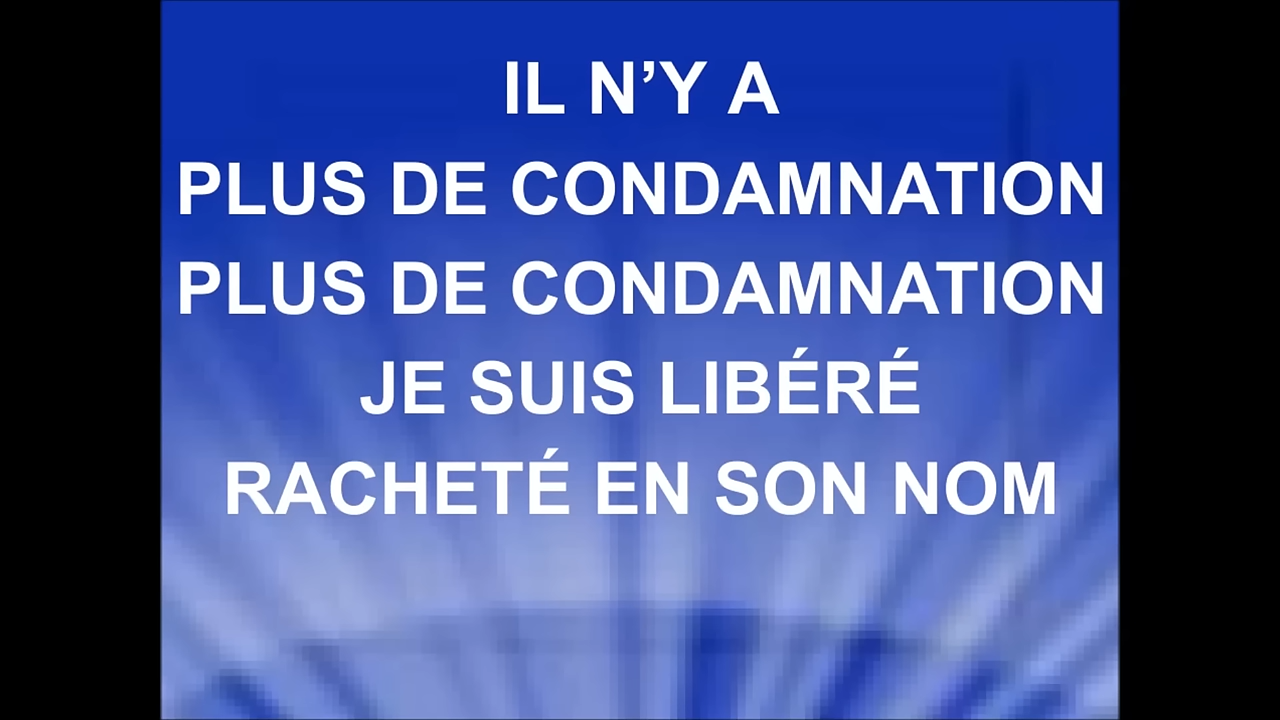 IL N’Y A
PLUS DE CONDAMNATION
PLUS DE CONDAMNATION
JE SUIS LIBÉRÉ
RACHETÉ EN SON NOM